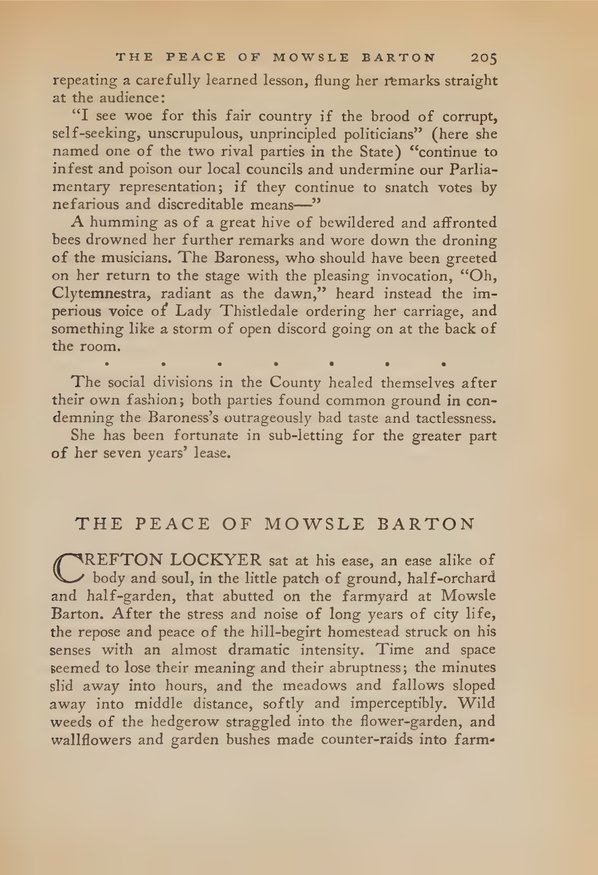 THE PEACE OF MOWSLE BARTON 205
repeating a carefully learned lesson, flung her remarks straight
at the audience:
“I see woe for this fair country if the brood of corrupt,
self-seeking, unscrupulous, unprincipled politicians” (here she
named one of the two rival parties in the State) “continue to
infest and poison our local councils and undermine our Parlia-
mentary representation; if they continue to snatch votes by
nefarious and discreditable means—”
A humming as of a great hive of bewildered and affronted
bees drowned her further remarks and wore down the droning
of the musicians. The Baroness, who should have been greeted
on her return to the stage with the pleasing invocation, “Oh,
Clytemnestra, radiant as the dawn,” heard instead the im-
perious voice of Lady Thistledale ordering her carriage, and
something like a storm of open discord going on at the back of
the room.
. . . . . . .
The social divisions in the County healed themselves after
their own fashion; both parties found common ground in con-
demning the Baroness’s outrageously bad taste and tactlessness.
She has been fortunate in sub-letting for the greater part
of her seven years’ lease.
THE PEACE OF MOWSLE BARTON
CREFTON LOCKYER sat at his ease, an ease alike of
body and soul, in the little patch of ground, half-orchard
and half-garden, that abutted on the farmyard at Mowsle
Barton. After the stress and noise of long years of city life,
the repose and peace of the hill-begirt homestead struck on his
senses with an almost dramatic intensity. Time and space
seemed to lose their meaning and their abruptness; the minutes
slid away into hours, and the meadows and fallows sloped
away into middle distance, softly and imperceptibly. Wild
weeds of the hedgerow straggled into the flower-garden, and
wallflowers and garden bushes made counter-raids into farm-